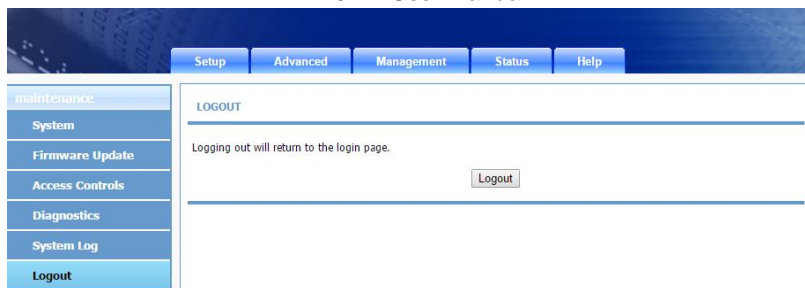 Setup Advanced Management Status Help
maintenance
System
Firmware Update
Access Controls
Diagnostics
System Log
Logout
LOGOUT
Logging out will return to the login page.
Logout